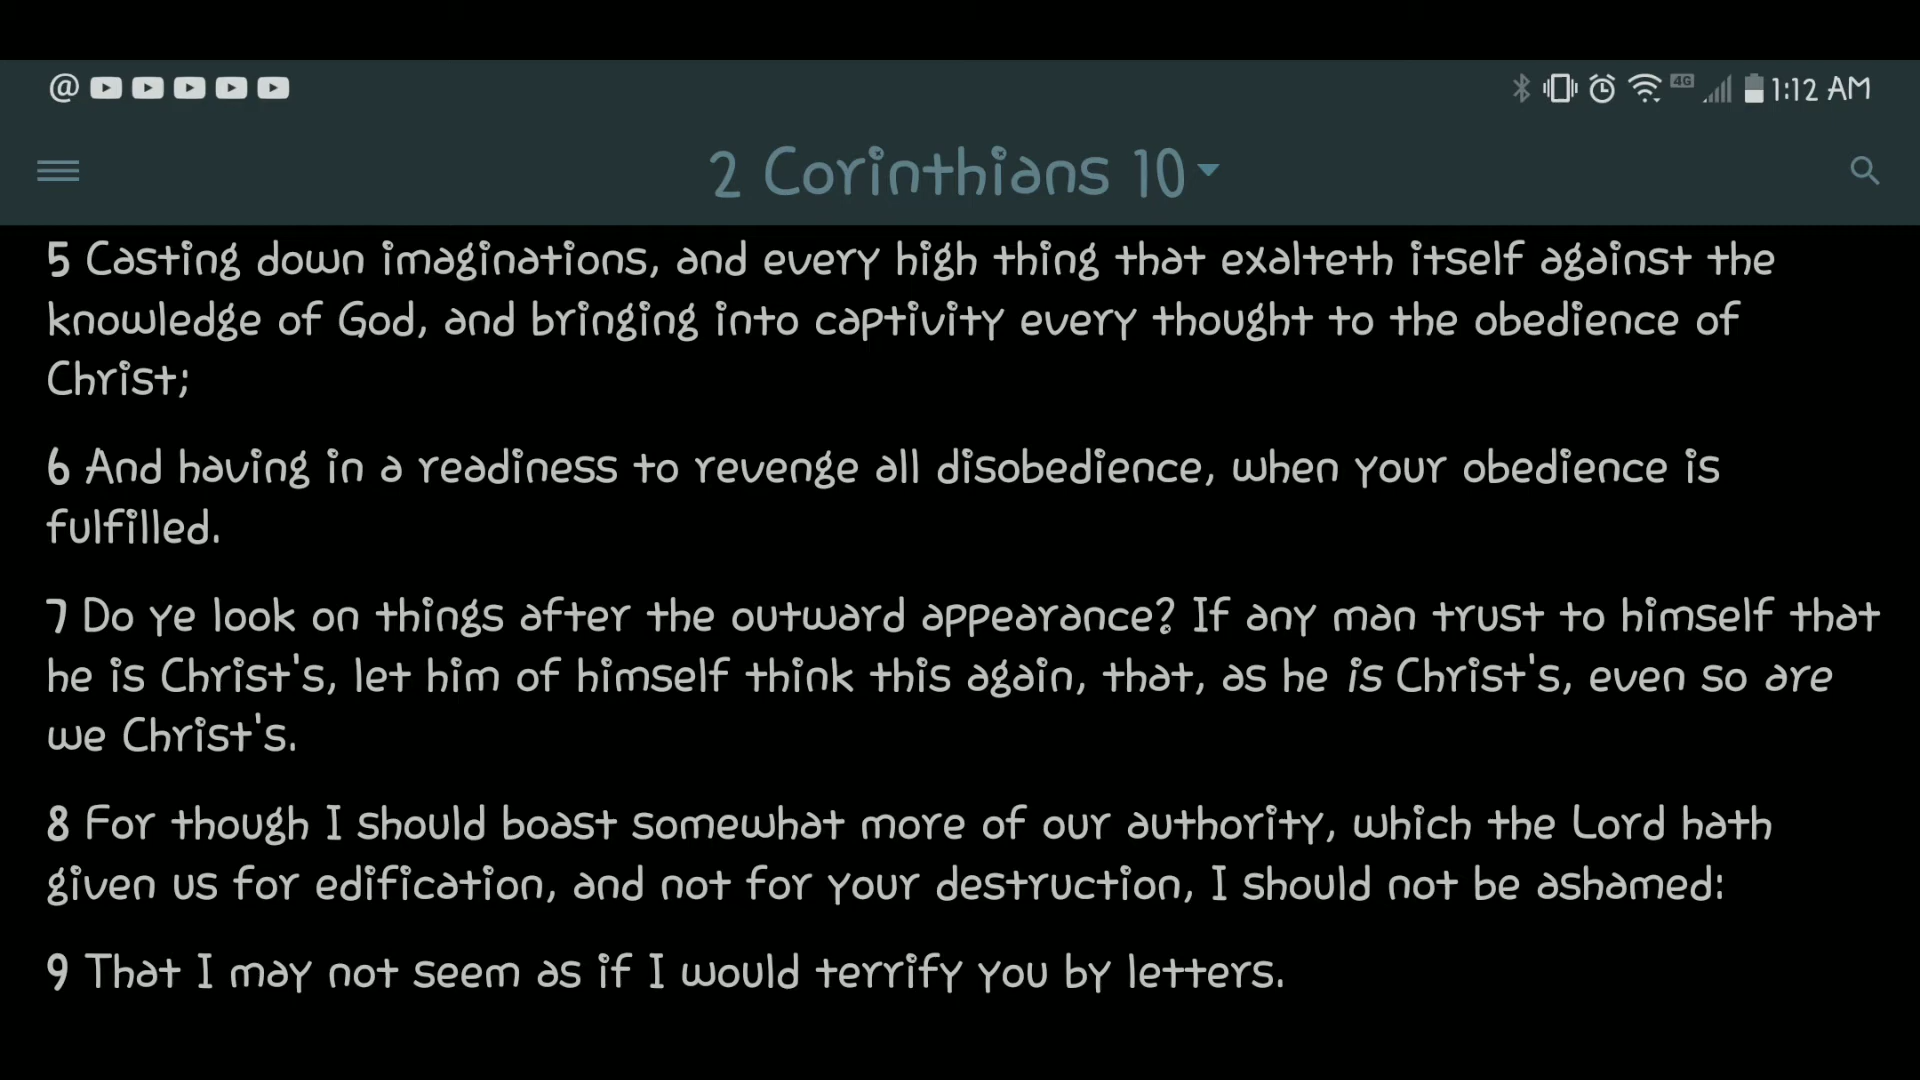 @ 4G 1:12 AM
2 Corinthians 10
5 Casting down imaginations, and every high thing that exalteth itself against the
knowledge of God, and bringing into captivity every thought to the obedience of
Christ;
6 And having in a readiness to revenge all disobedience, when your obedience is
fulfilled.
7 Do ye look on things after the outward appearance? If any man trust to himself that
he is Christ's, let him of himself think this again, that, as he is Christ's, even so are
we Christ's.
8 For though I should boast somewhat more of our authority, which the Lord hath
given us for edification, and not for your destruction, I should not be ashamed:
9 That I may not seem as if I would terrify you by letters.